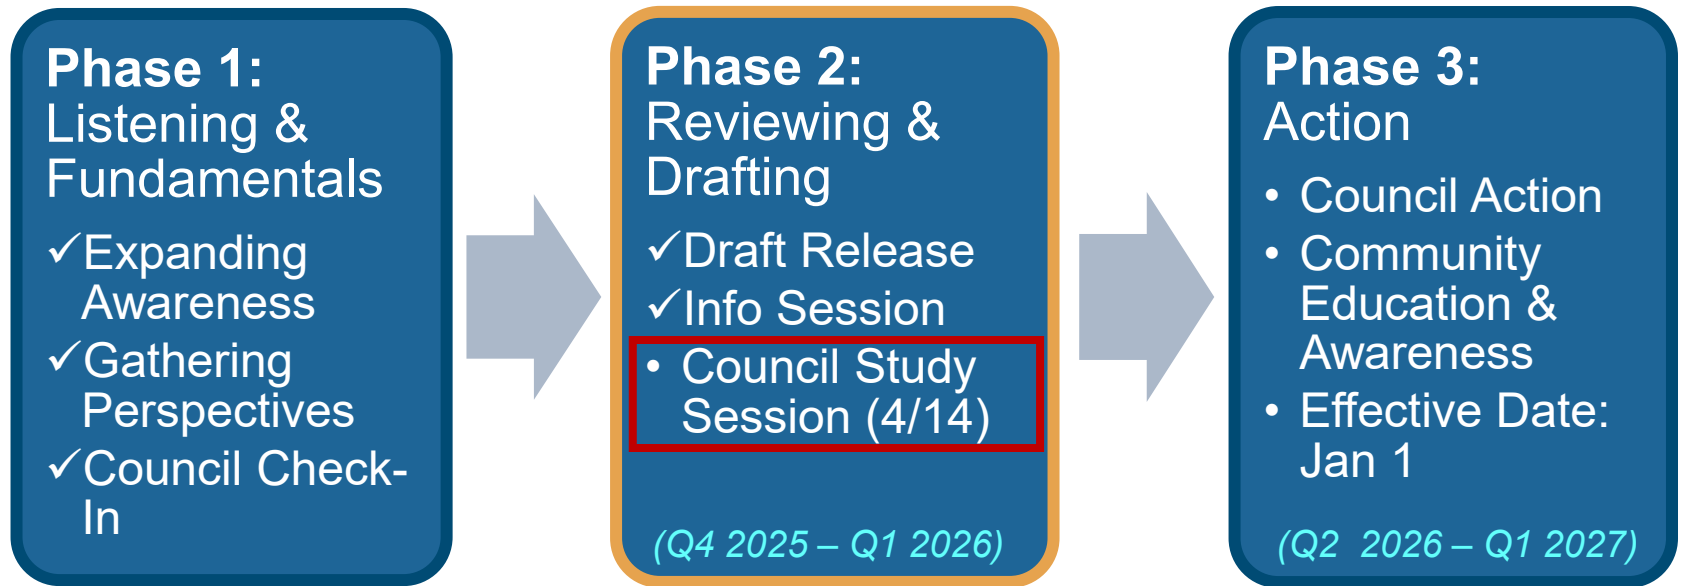 Phase 1:
Listening &
Fundamentals
✓Expanding
Awareness
✓Gathering
Perspectives
✓Council Check-
In
Phase 2:
Reviewing &
Drafting
✓Draft Release
✓Info Session
• Council Study
Session (4/14)
(Q4 2025 – Q1 2026)
Phase 3:
Action
• Council Action
• Community
Education &
Awareness
• Effective Date:
Jan 1
(Q2 2026 – Q1 2027)